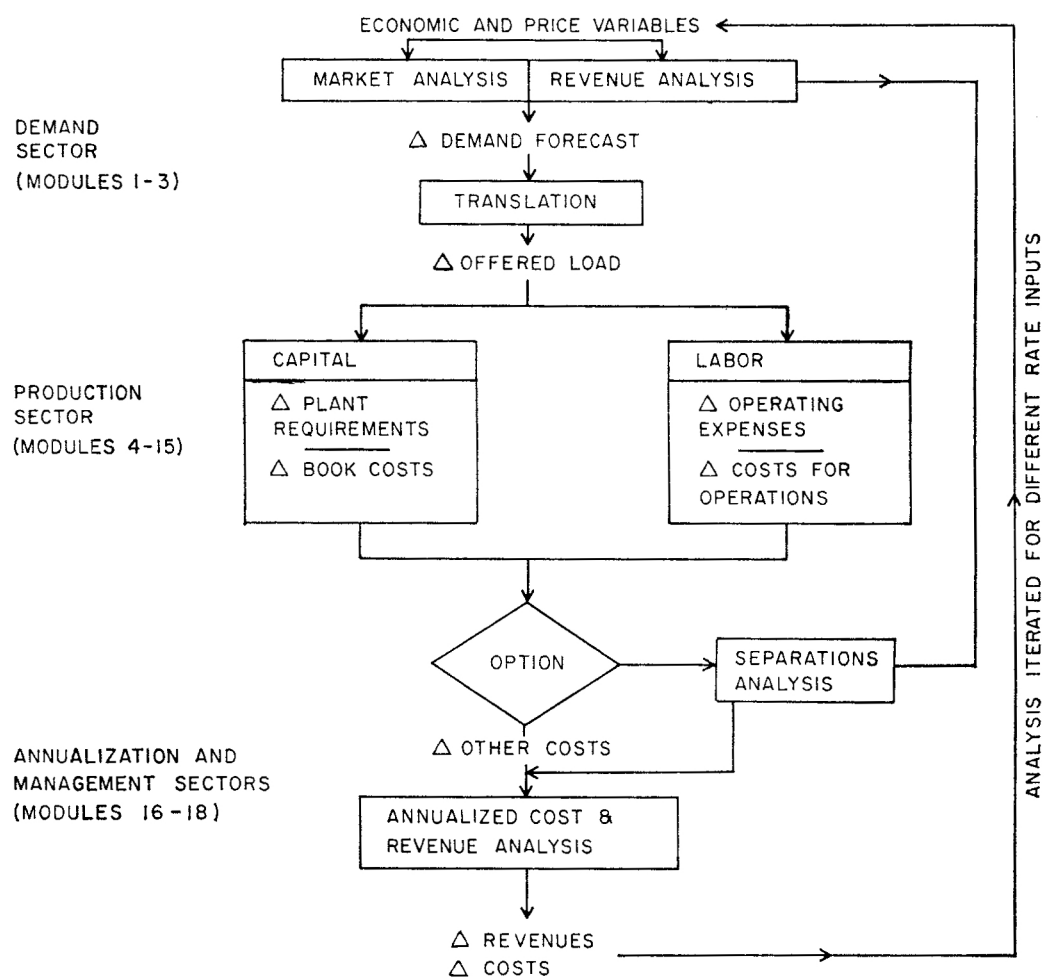 ECONOMIC AND PRICE VARIABLES
MARKET ANALYSIS
REVENUE ANALYSIS
DEMAND
SECTOR
(MODULES 1-3)
△ DEMAND FORECAST
TRANSLATION
△ OFFERED LOAD
PRODUCTION
SECTOR
(MODULES 4-15)
CAPITAL
△ PLANT
REQUIREMENTS
△ BOOK COSTS
LABOR
△ OPERATING
EXPENSES
△ COSTS FOR
OPERATIONS
OPTION
SEPARATIONS
ANALYSIS
ANNUALIZATION AND
MANAGEMENT SECTORS
(MODULES 16-18)
△ OTHER COSTS
ANNUALIZED COST &
REVENUE ANALYSIS
△ REVENUES
△ COSTS
ANALYSIS ITERATED FOR DIFFERENT RATE INPUTS